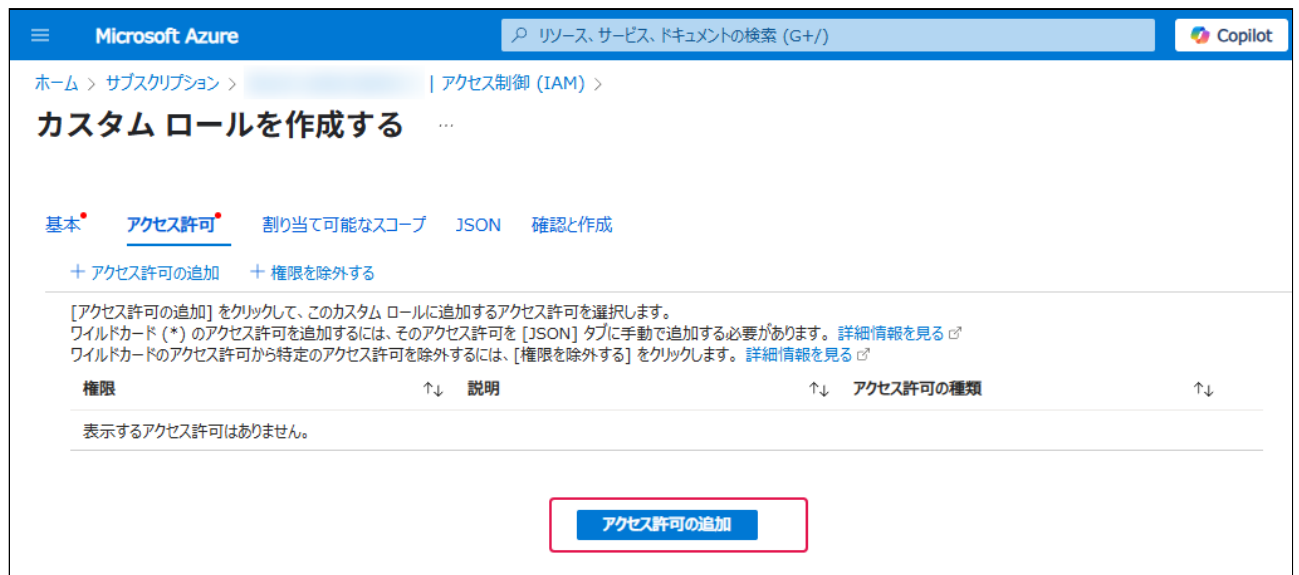 Microsoft Azure
リソース、サービス、ドキュメントの検索 (G+/)
Copilot
ホーム > サブスクリプション > | アクセス制御 (IAM) >
カスタム ロールを作成する ...
基本 アクセス許可 割り当て可能なスコープ JSON 確認と作成
+ アクセス許可の追加 + 権限を除外する
[アクセス許可の追加] をクリックして、このカスタム ロールに追加するアクセス許可を選択します。
ワイルドカード (*) のアクセス許可を追加するには、そのアクセス許可を [JSON] タブに手動で追加する必要があります。 詳細情報を見る
ワイルドカードのアクセス許可から特定のアクセス許可を除外するには、[権限を除外する] をクリックします。 詳細情報を見る
権限 ↑↓ 説明 ↑↓ アクセス許可の種類 ↑↓
表示するアクセス許可はありません。
アクセス許可の追加